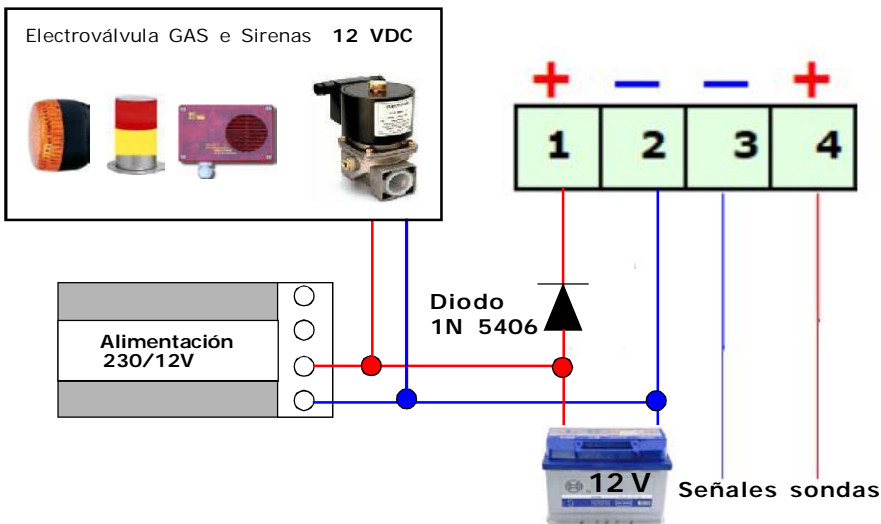 Electroválvula GAS e Sirenas 12 VDC
+ − − +
1 2 3 4
Diodo
1N 5406
Alimentación
230/12V
12 V
Señales sondas